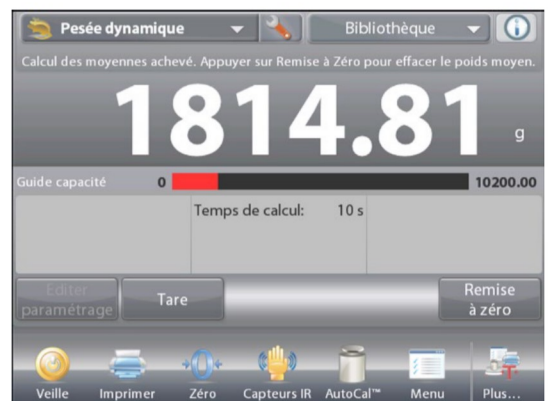 Pesée dynamique
Bibliothèque
Calcul des moyennes achevé. Appuyer sur Remise à Zéro pour effacer le poids moyen.
1814.81 g
Guide capacité 0 10200.00
Temps de calcul: 10 s
Editer
paramétrage
Tare
Remise
à zéro
Veille Imprimer Zéro Capteurs IR AutoCal™ Menu Plus...